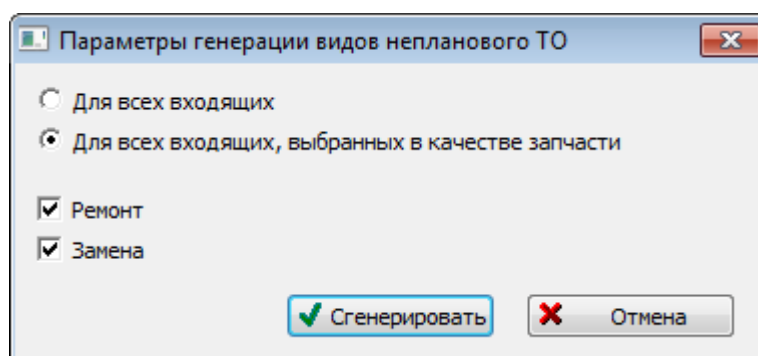 Параметры генерации видов непланового ТО
Для всех входящих
Для всех входящих, выбранных в качестве запчасти
Ремонт
Замена
Сгенерировать Отмена